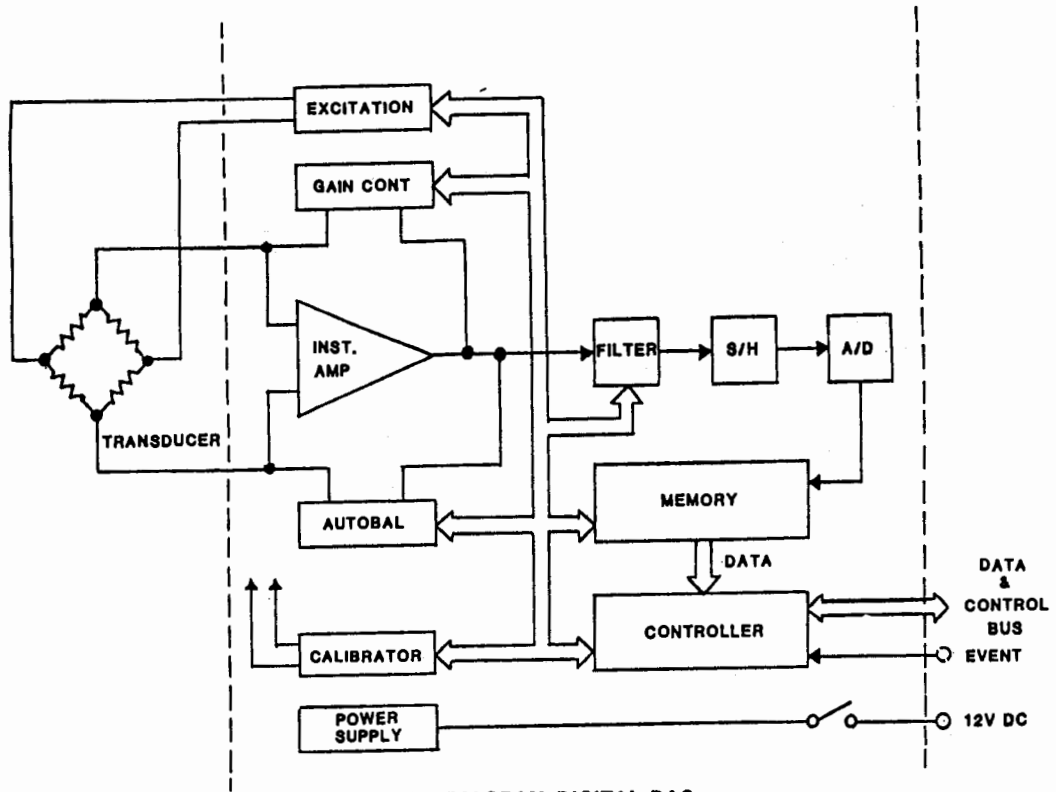 EXCITATION
GAIN CONT
INST.
AMP
FILTER
S/H
A/D
TRANSDUCER
AUTOBAL
MEMORY
DATA
CONTROLLER
DATA
&
CONTROL
BUS
EVENT
CALIBRATOR
POWER
SUPPLY
12V DC
DIGITAL DAS